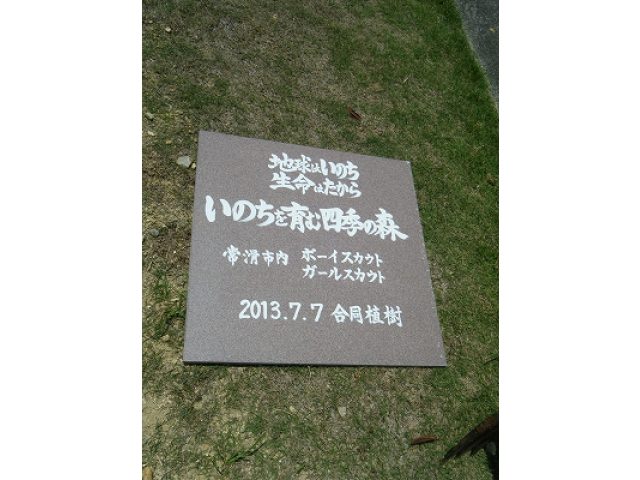 地球はいのち
生命はたから
いのちを育む四季の森
常滑市内 ボーイスカウト
ガールスカウト
2013.7.7 合同植樹